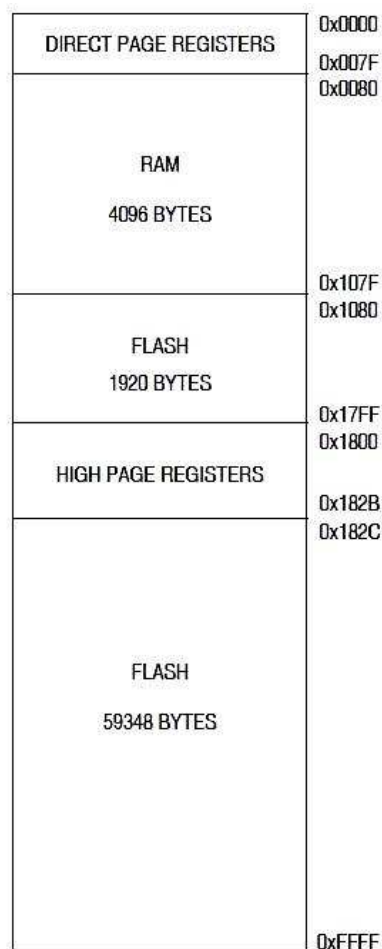 0x0000
DIRECT PAGE REGISTERS
0x007F
0x0080
RAM
4096 BYTES
0x107F
0x1080
FLASH
1920 BYTES
0x17FF
0x1800
HIGH PAGE REGISTERS
0x182B
0x182C
FLASH
59348 BYTES
0xFFFF